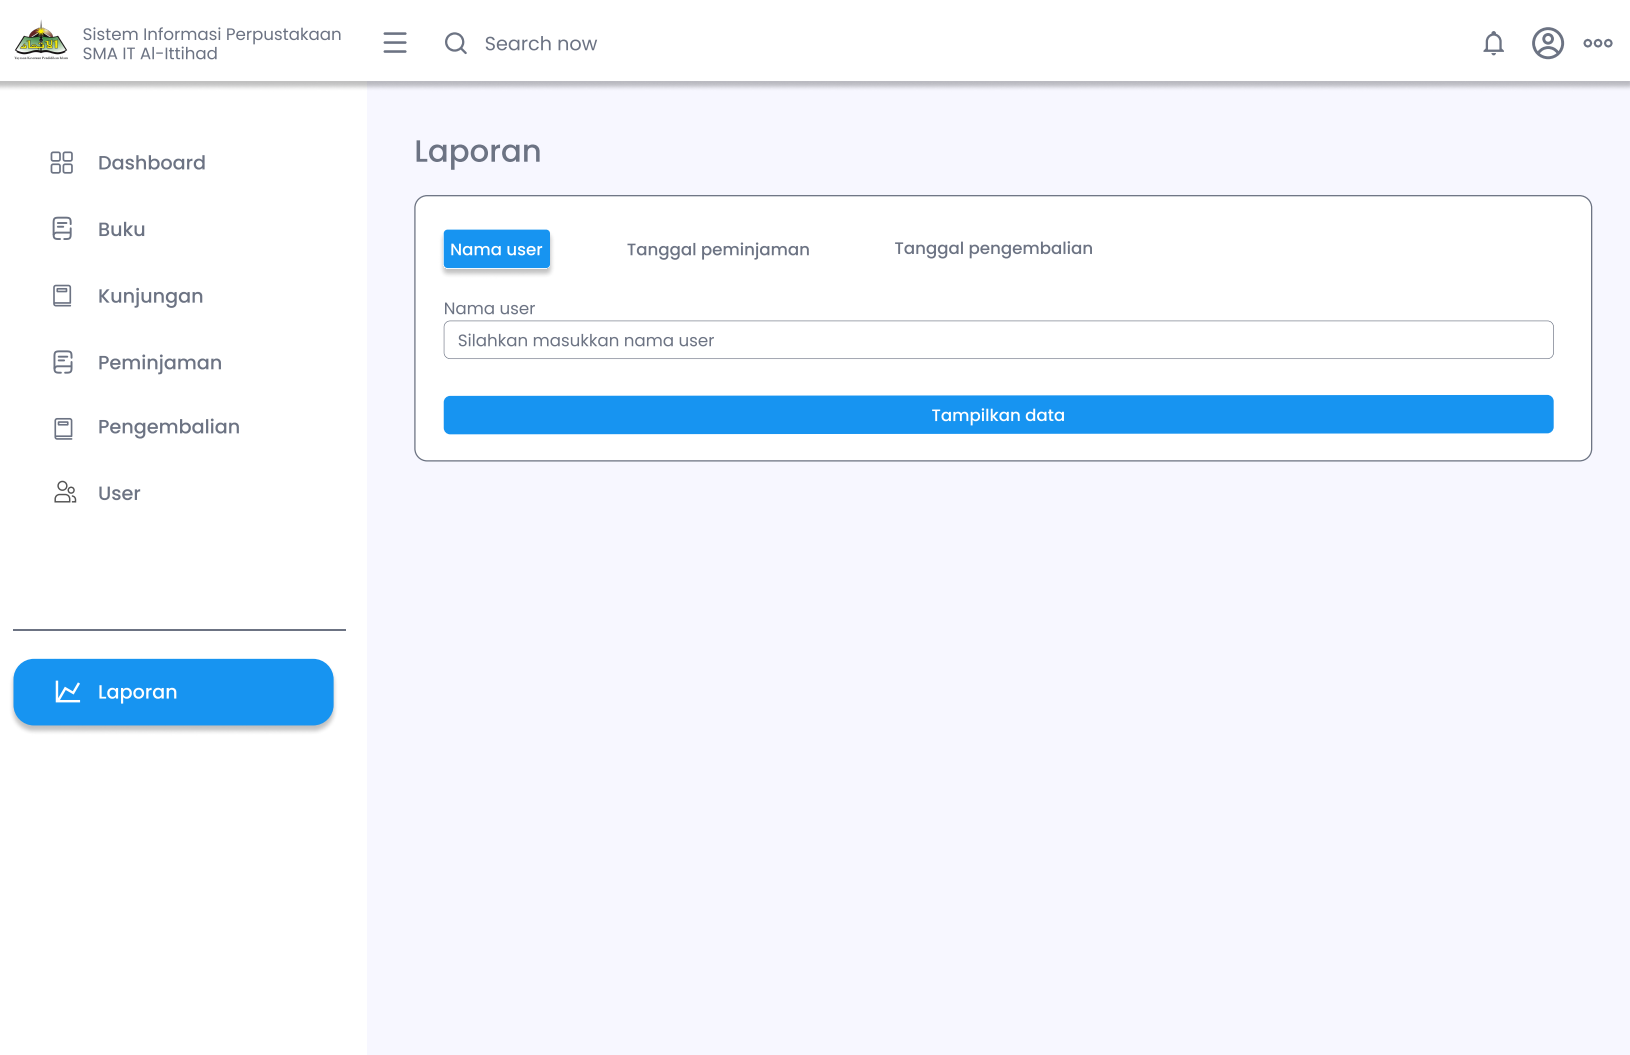 Sistem Informasi Perpustakaan
SMA IT Al-Ittihad
Search now
Dashboard
Buku
Kunjungan
Peminjaman
Pengembalian
User
Laporan
Laporan
Nama user
Tanggal peminjaman
Tanggal pengembalian
Nama user
Silahkan masukkan nama user
Tampilkan data